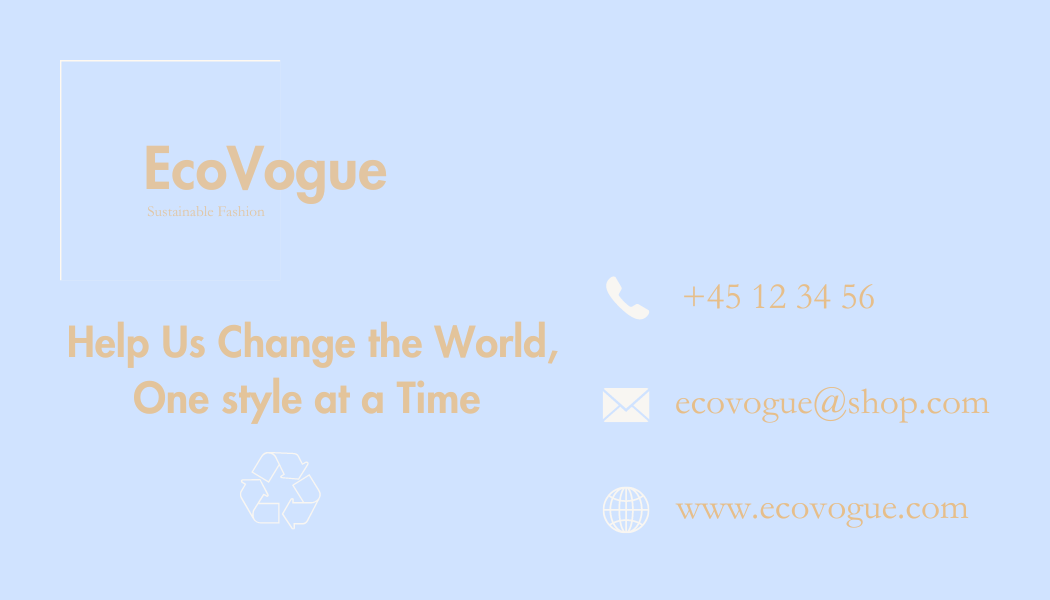 EcoVogue
Sustainable Fashion
Help Us Change the World,
One style at a Time
+45 12 34 56
ecovogue@shop.com
www.ecovogue.com